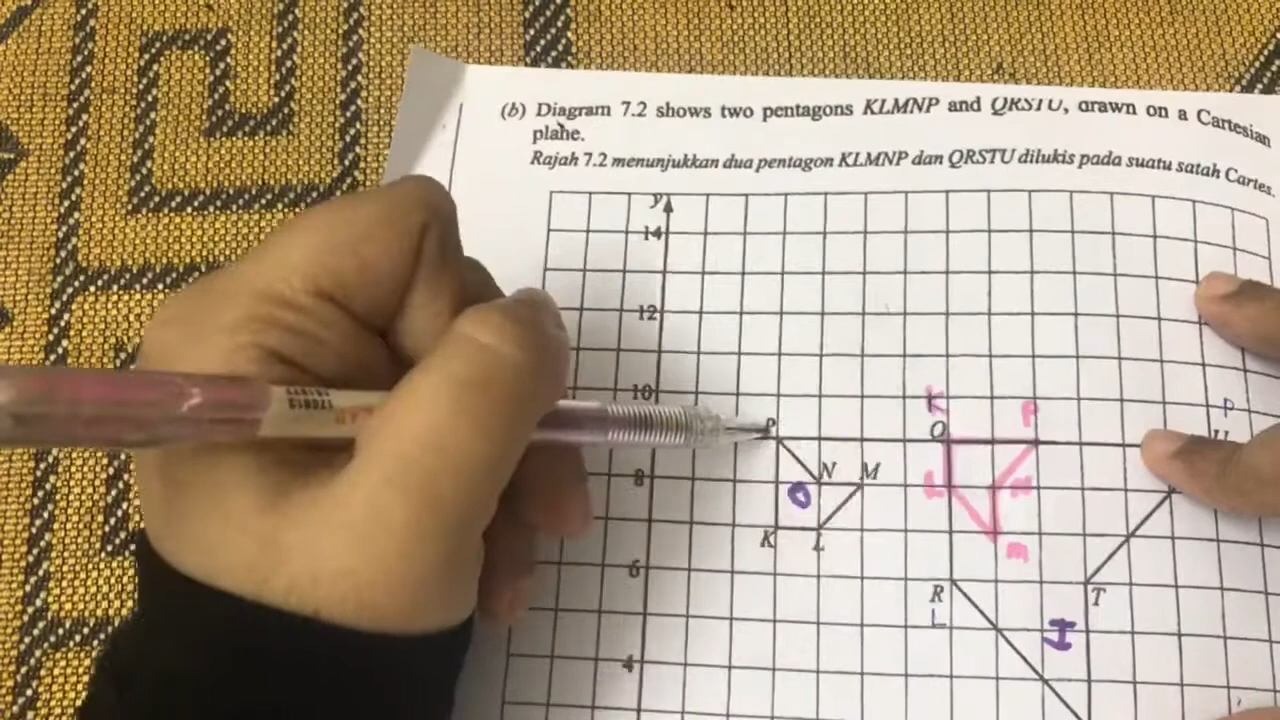 (b) Diagram 7.2 shows two pentagons KLMNP and QRSTU, drawn on a Cartesian
plane.
Rajah 7.2 menunjukkan dua pentagon KLMNP dan QRSTU dilukis pada suatu satah Cartes
y
14
12
10
K P P
P Q U
8 N M
O L N
K L M
6
R T
L I
4